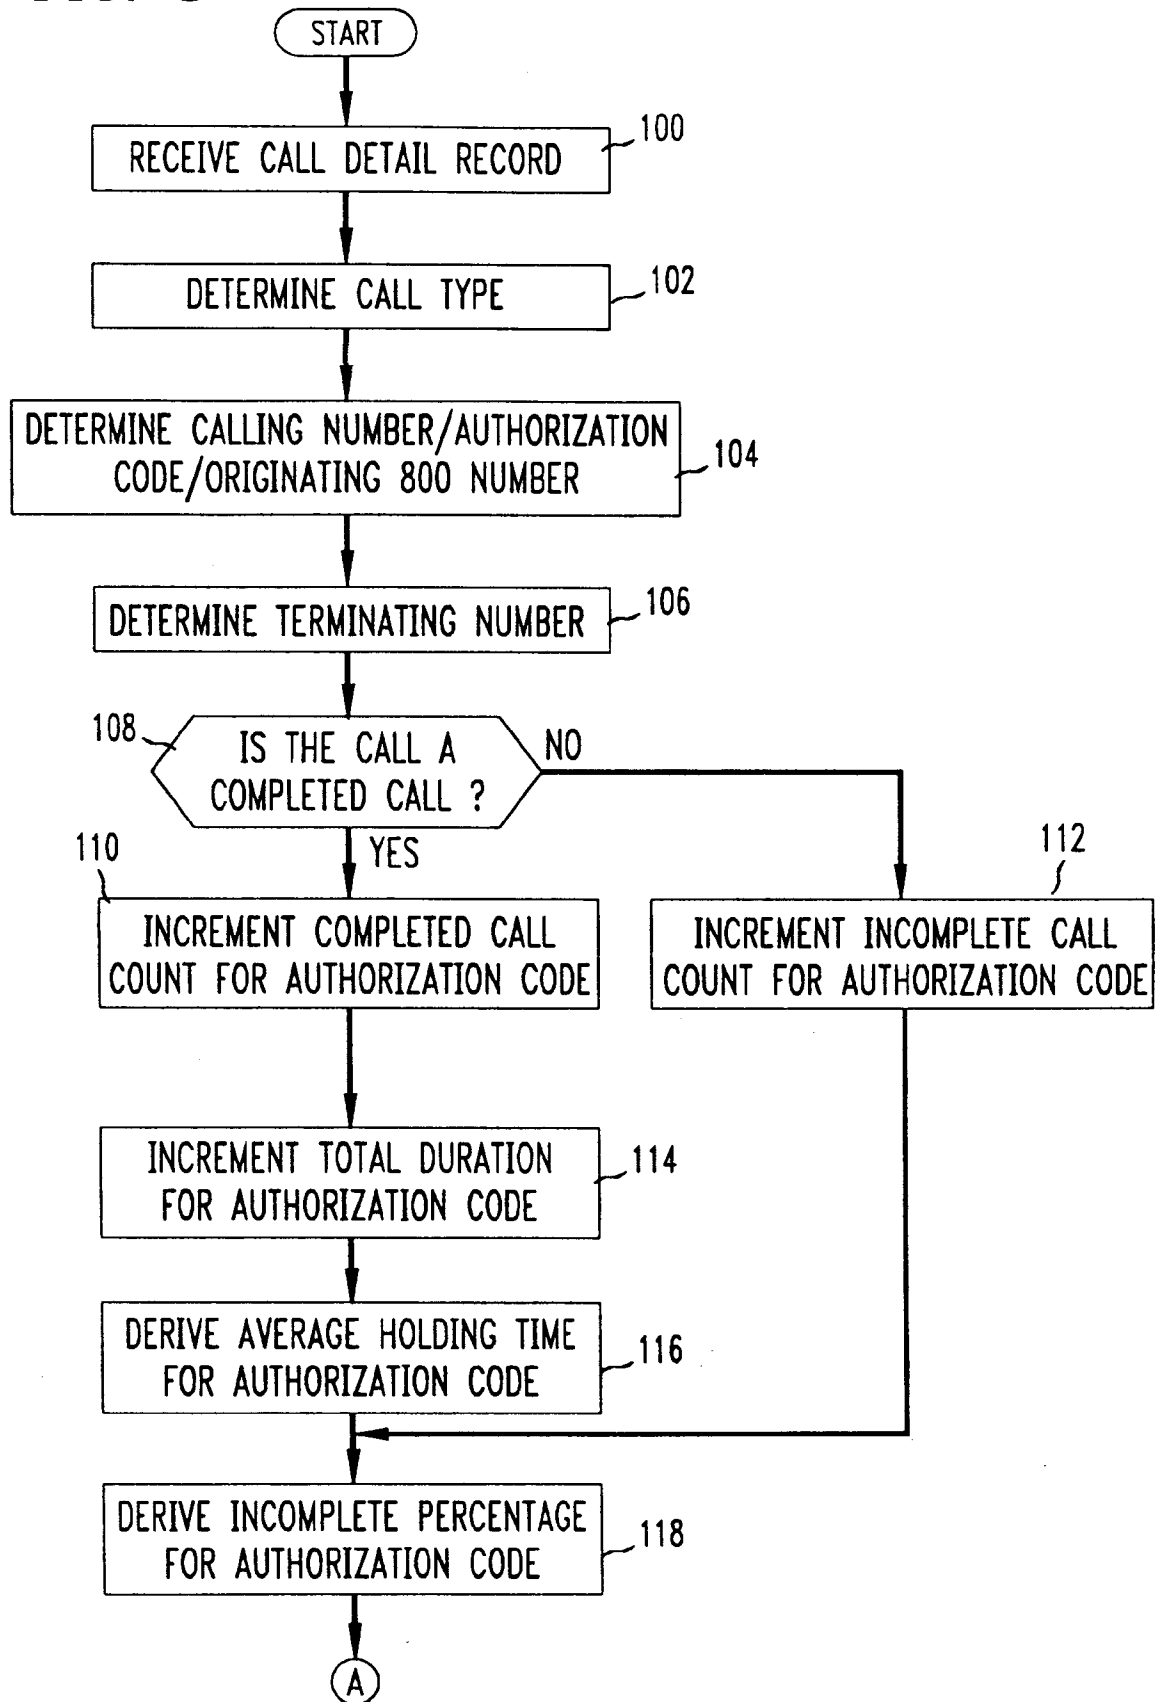 START
RECEIVE CALL DETAIL RECORD
100
DETERMINE CALL TYPE
102
DETERMINE CALLING NUMBER/AUTHORIZATION
CODE/ORIGINATING 800 NUMBER
104
DETERMINE TERMINATING NUMBER
106
108
IS THE CALL A
COMPLETED CALL ?
NO
YES
110
INCREMENT COMPLETED CALL
COUNT FOR AUTHORIZATION CODE
112
INCREMENT INCOMPLETE CALL
COUNT FOR AUTHORIZATION CODE
INCREMENT TOTAL DURATION
FOR AUTHORIZATION CODE
114
DERIVE AVERAGE HOLDING TIME
FOR AUTHORIZATION CODE
116
DERIVE INCOMPLETE PERCENTAGE
FOR AUTHORIZATION CODE
118
A